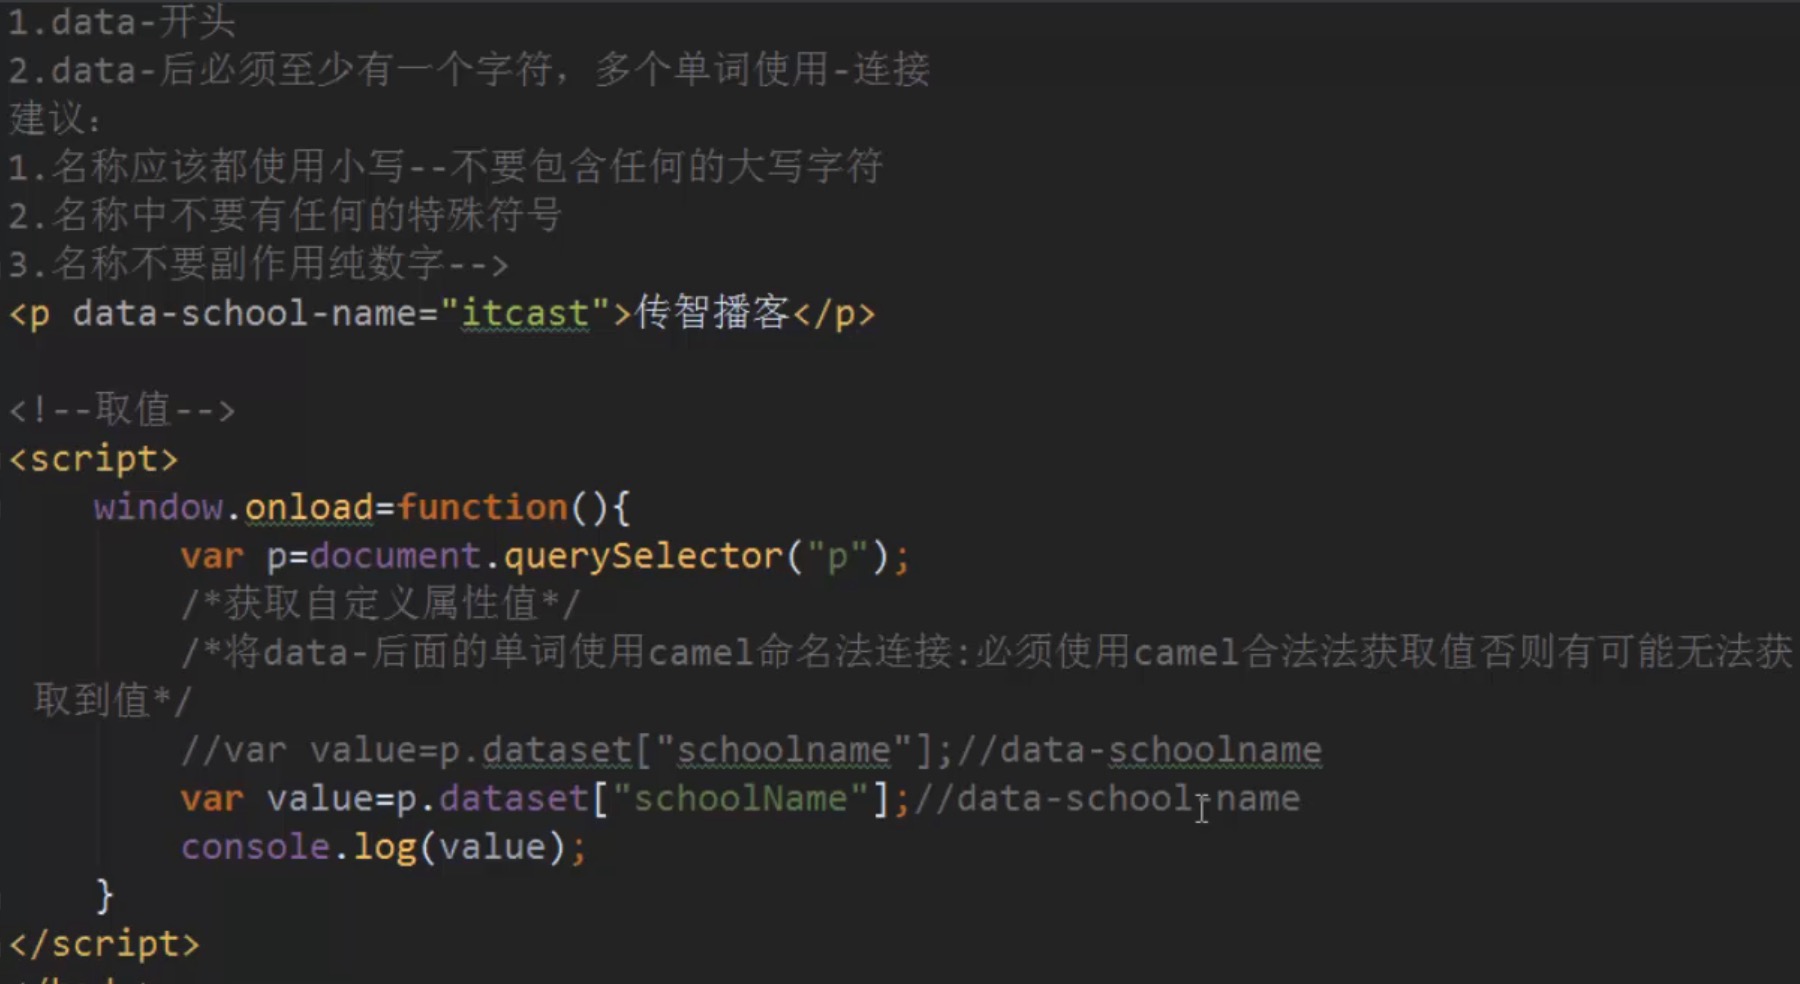 1.data-开头
2.data-后必须至少有一个字符，多个单词使用-连接
建议：
1.名称应该都使用小写--不要包含任何的大写字符
2.名称中不要有任何的特殊符号
3.名称不要副作用纯数字-->
<p data-school-name="itcast">传智播客</p>
<!--取值-->
<script>
window.onload=function(){
var p=document.querySelector("p");
/*获取自定义属性值*/
/*将data-后面的单词使用camel命名法连接:必须使用camel合法法获取值否则有可能无法获
取到值*/
//var value=p.dataset["schoolname"];//data-schoolname
var value=p.dataset["schoolName"];//data-school-name
console.log(value);
}
</script>